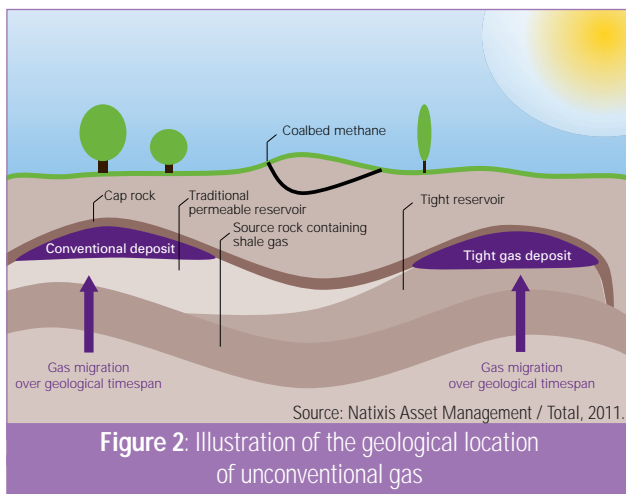 Coalbed methane
Cap rock
Traditional
permeable reservoir
Tight reservoir
Source rock containing
shale gas
Conventional deposit
Tight gas deposit
Gas migration
over geological timespan
Gas migration
over geological timespan
Source: Natixis Asset Management / Total, 2011.
Figure 2: Illustration of the geological location
of unconventional gas